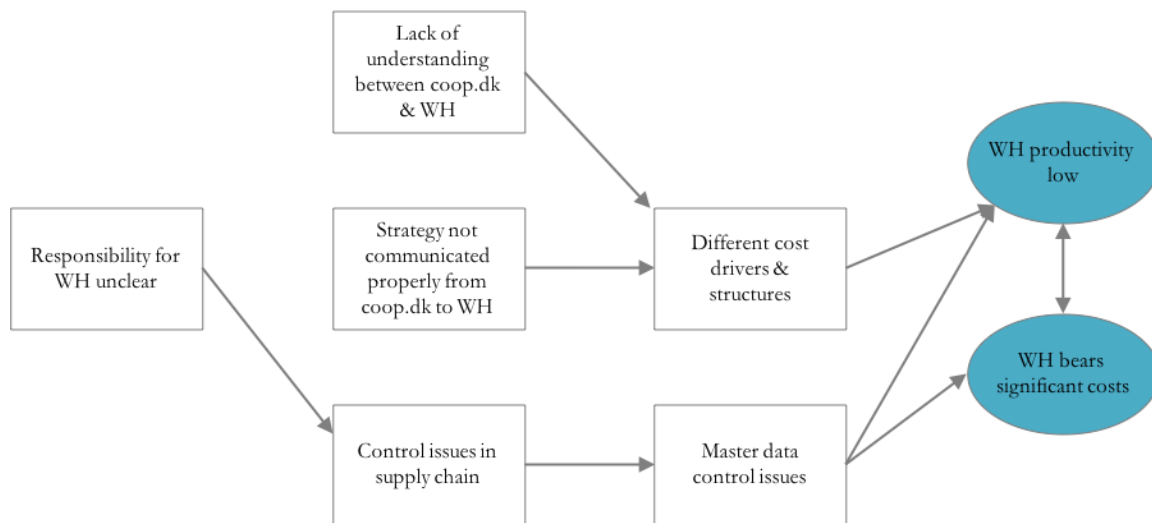 Lack of
understanding
between coop.dk
& WH
WH productivity
low
Responsibility for
WH unclear
Strategy not
communicated
properly from
coop.dk to WH
Different cost
drivers &
structures
WH bears
significant costs
Control issues in
supply chain
Master data
control issues